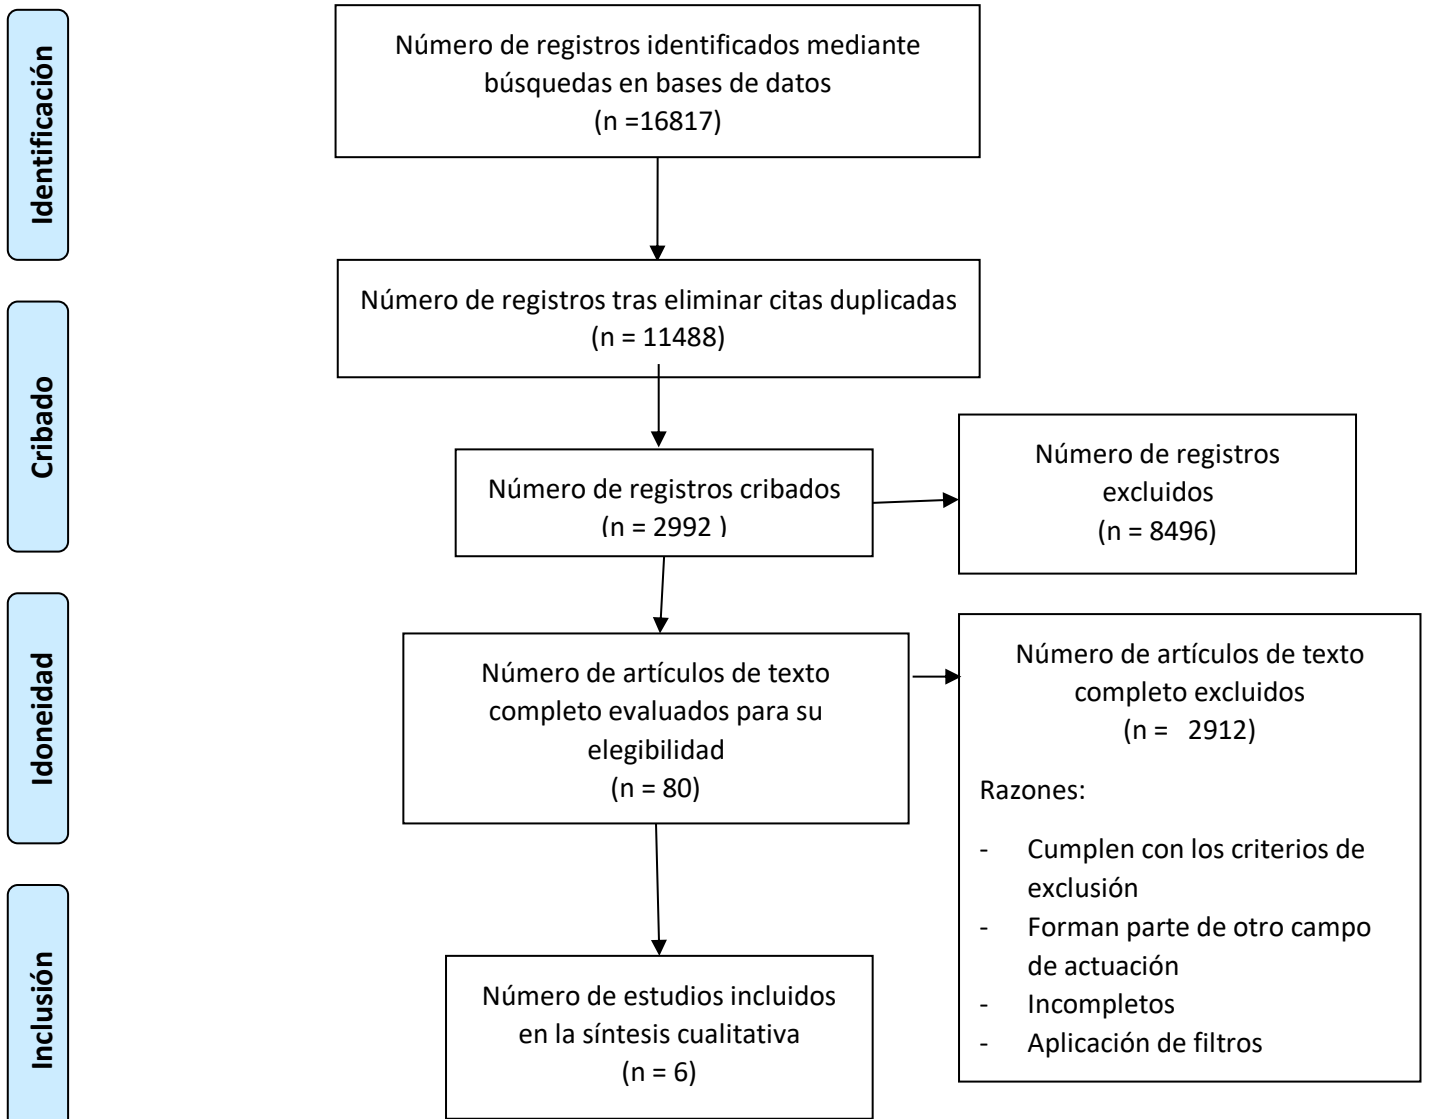 Identificación
Número de registros identificados mediante
búsquedas en bases de datos
(n =16817)
Número de registros tras eliminar citas duplicadas
(n = 11488)
Cribado
Número de registros cribados
(n = 2992 )
Número de registros
excluidos
(n = 8496)
Idoneidad
Número de artículos de texto
completo evaluados para su
elegibilidad
(n = 80)
Número de artículos de texto
completo excluidos
(n =   2912)
Razones:
- Cumplen con los criterios de
exclusión
- Forman parte de otro campo
de actuación
- Incompletos
- Aplicación de filtros
Inclusión
Número de estudios incluidos
en la síntesis cualitativa
(n = 6)